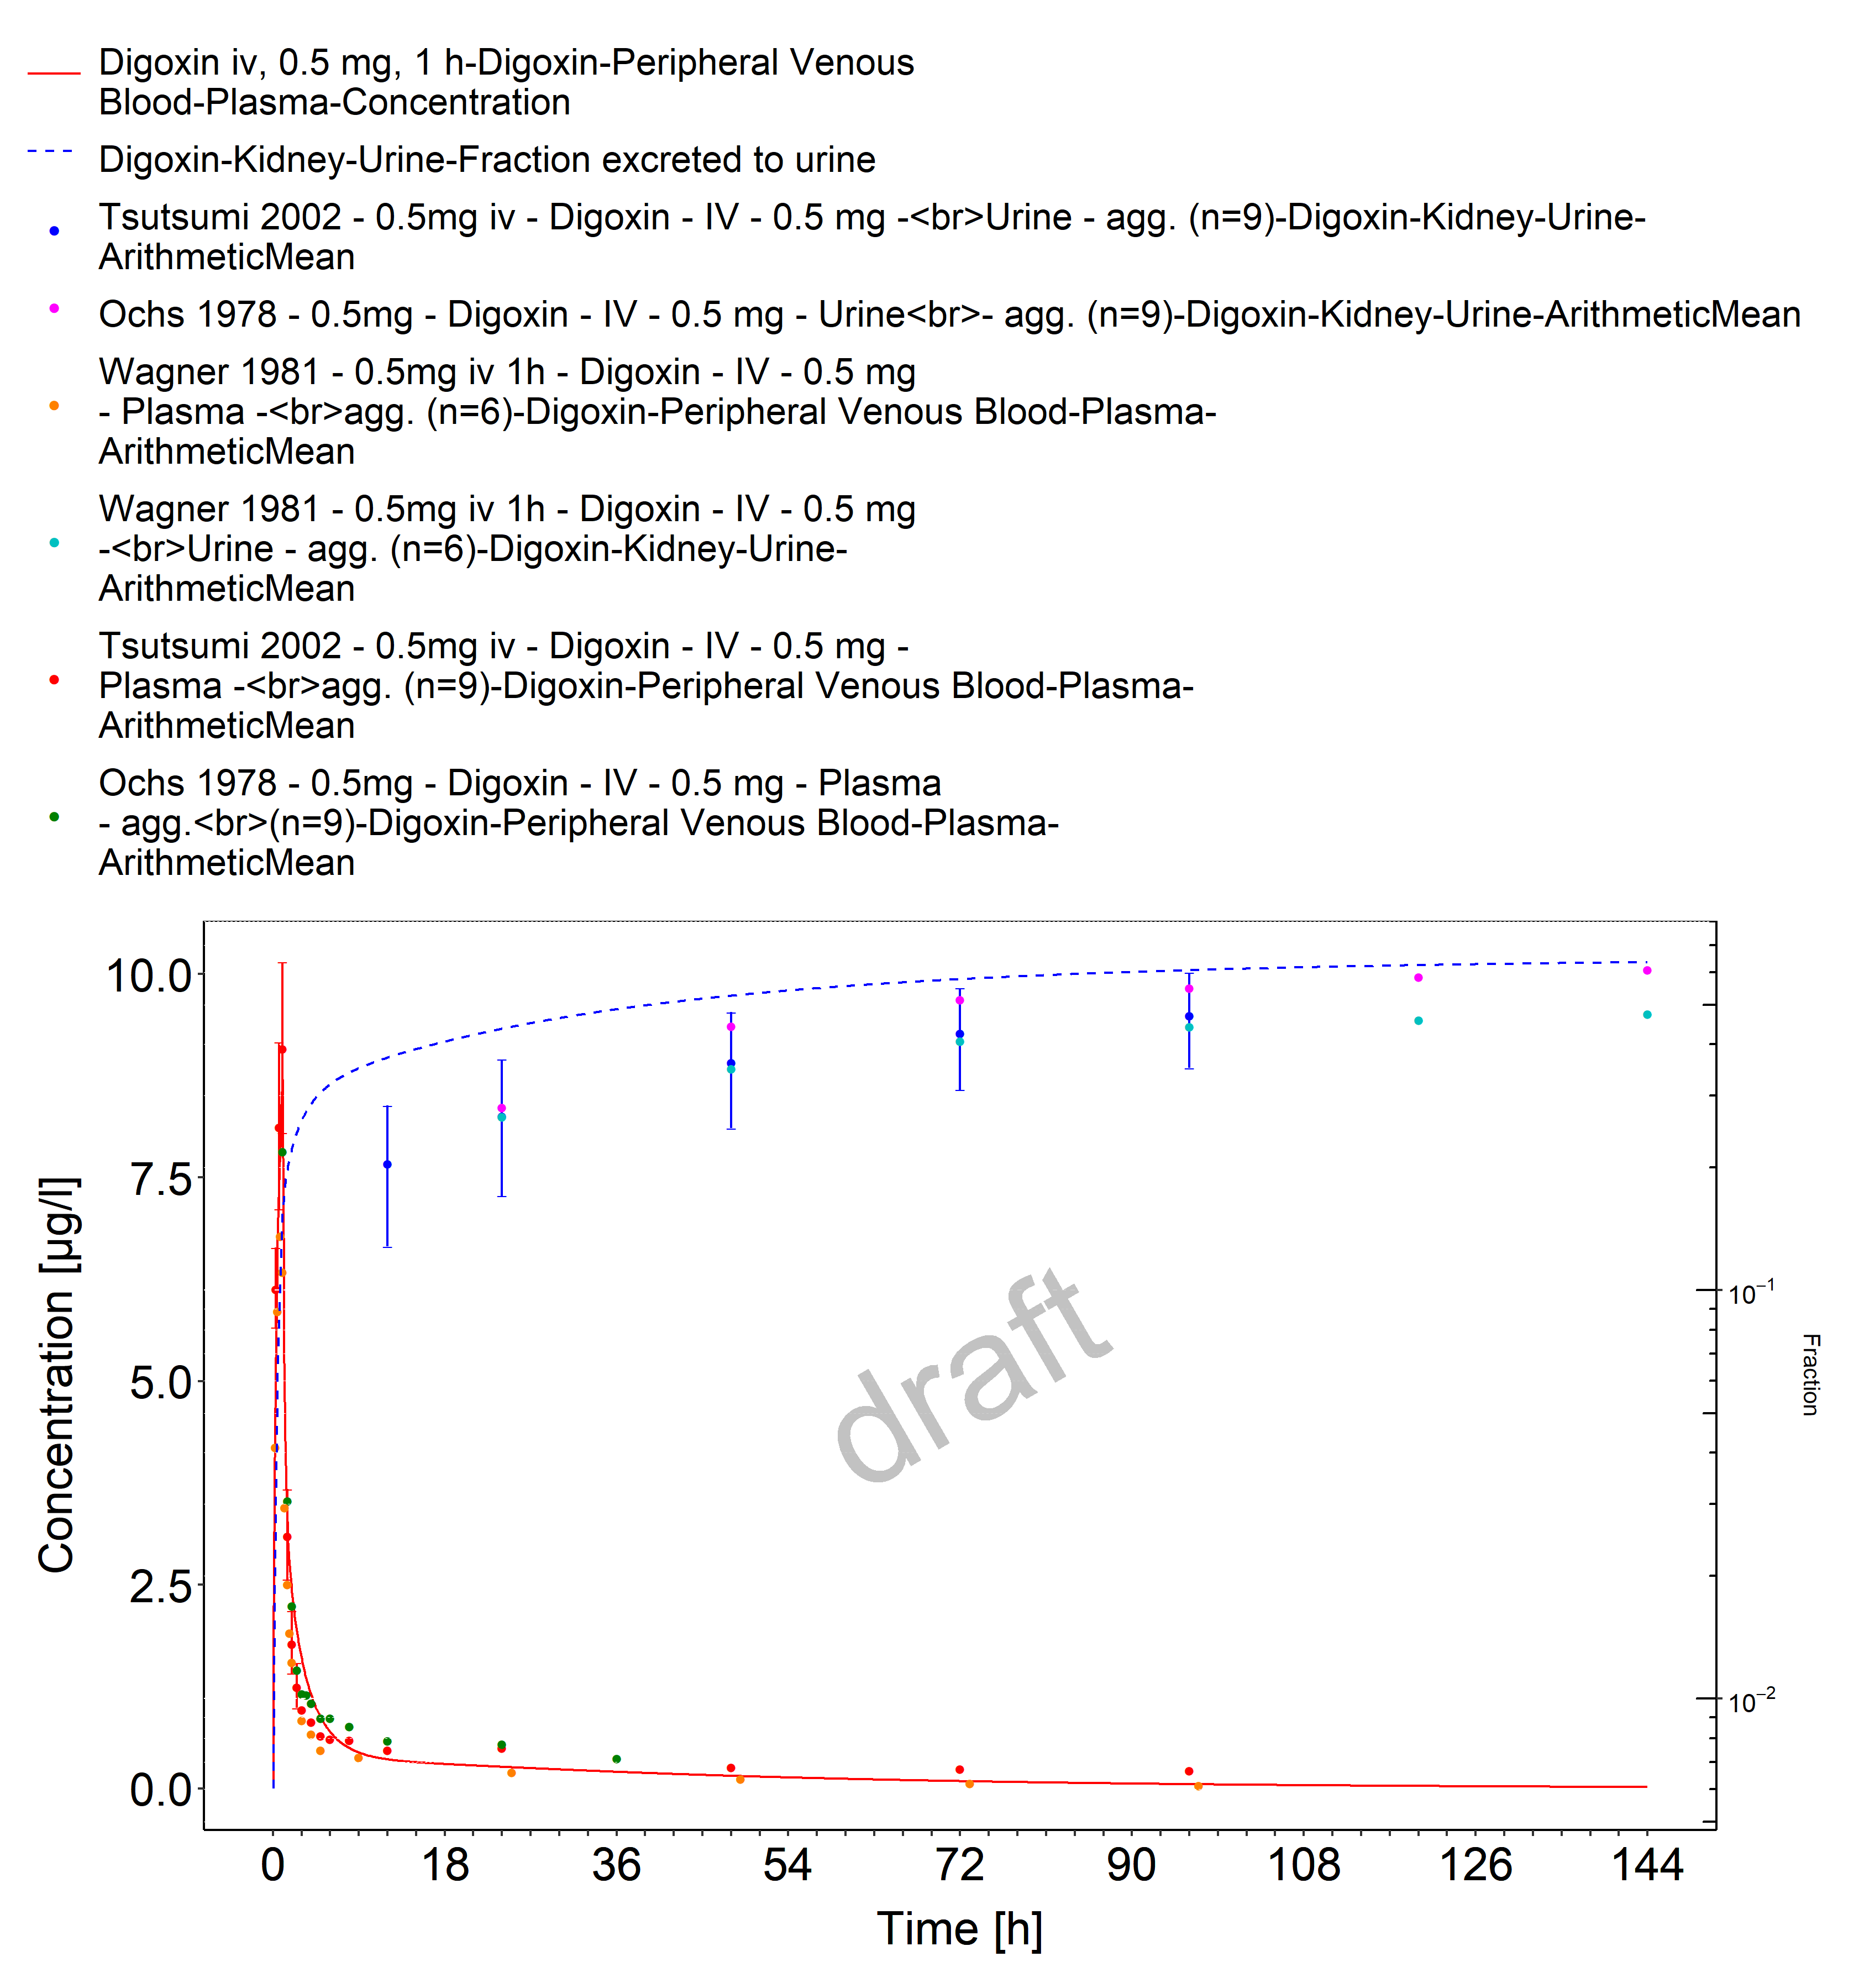 Digoxin iv, 0.5 mg, 1 h-Digoxin-Peripheral Venous
Blood-Plasma-Concentration
Digoxin-Kidney-Urine-Fraction excreted to urine
Tsutsumi 2002 - 0.5mg iv - Digoxin - IV - 0.5 mg -<br>Urine - agg. (n=9)-Digoxin-Kidney-Urine-
ArithmeticMean
Ochs 1978 - 0.5mg - Digoxin - IV - 0.5 mg - Urine<br>- agg. (n=9)-Digoxin-Kidney-Urine-ArithmeticMean
Wagner 1981 - 0.5mg iv 1h - Digoxin - IV - 0.5 mg
- Plasma -<br>agg. (n=6)-Digoxin-Peripheral Venous Blood-Plasma-
ArithmeticMean
Wagner 1981 - 0.5mg iv 1h - Digoxin - IV - 0.5 mg
-<br>Urine - agg. (n=6)-Digoxin-Kidney-Urine-
ArithmeticMean
Tsutsumi 2002 - 0.5mg iv - Digoxin - IV - 0.5 mg -
Plasma -<br>agg. (n=9)-Digoxin-Peripheral Venous Blood-Plasma-
ArithmeticMean
Ochs 1978 - 0.5mg - Digoxin - IV - 0.5 mg - Plasma
- agg.<br>(n=9)-Digoxin-Peripheral Venous Blood-Plasma-
ArithmeticMean
10.0
7.5
5.0
2.5
0.0
Concentration [µg/l]
draft
10⁻¹
10⁻²
Fraction
0 18 36 54 72 90 108 126 144
Time [h]